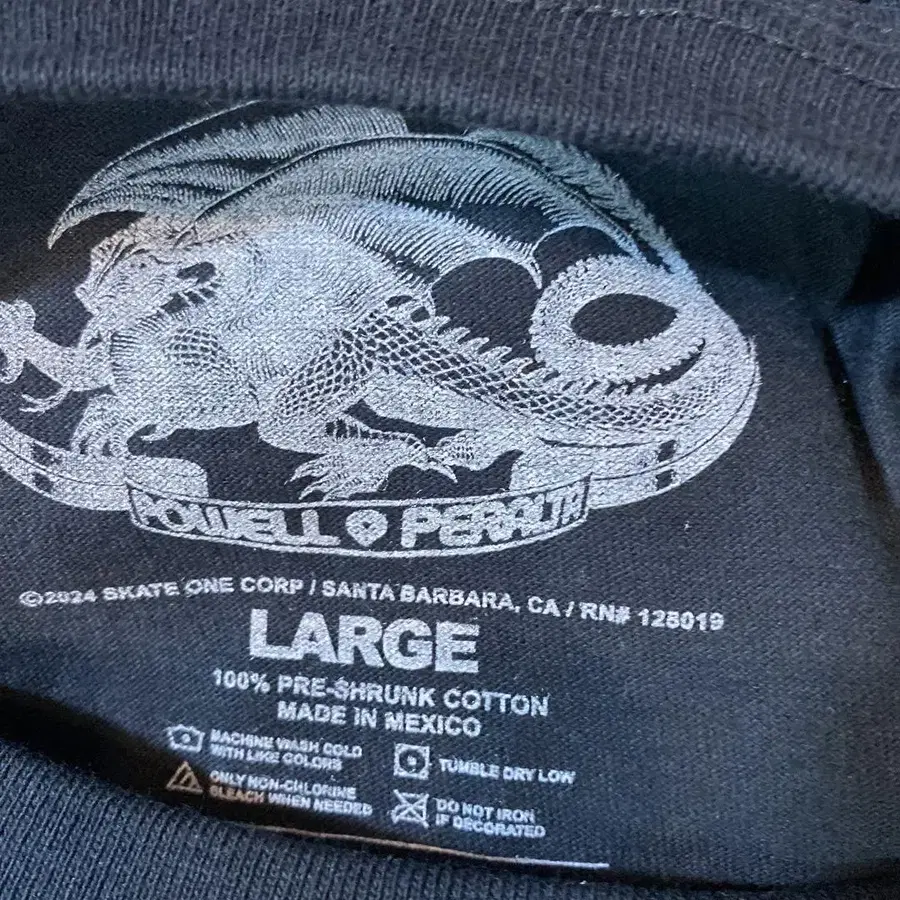 POWELL PERALTA
©2024 SKATE ONE CORP / SANTA BARBARA, CA / RN# 128019
LARGE
100% PRE-SHRUNK COTTON
MADE IN MEXICO
MACHINE WASH COLD
WITH LIKE COLORS
TUMBLE DRY LOW
ONLY NON-CHLORINE
BLEACH WHEN NEEDED
DO NOT IRON
IF DECORATED